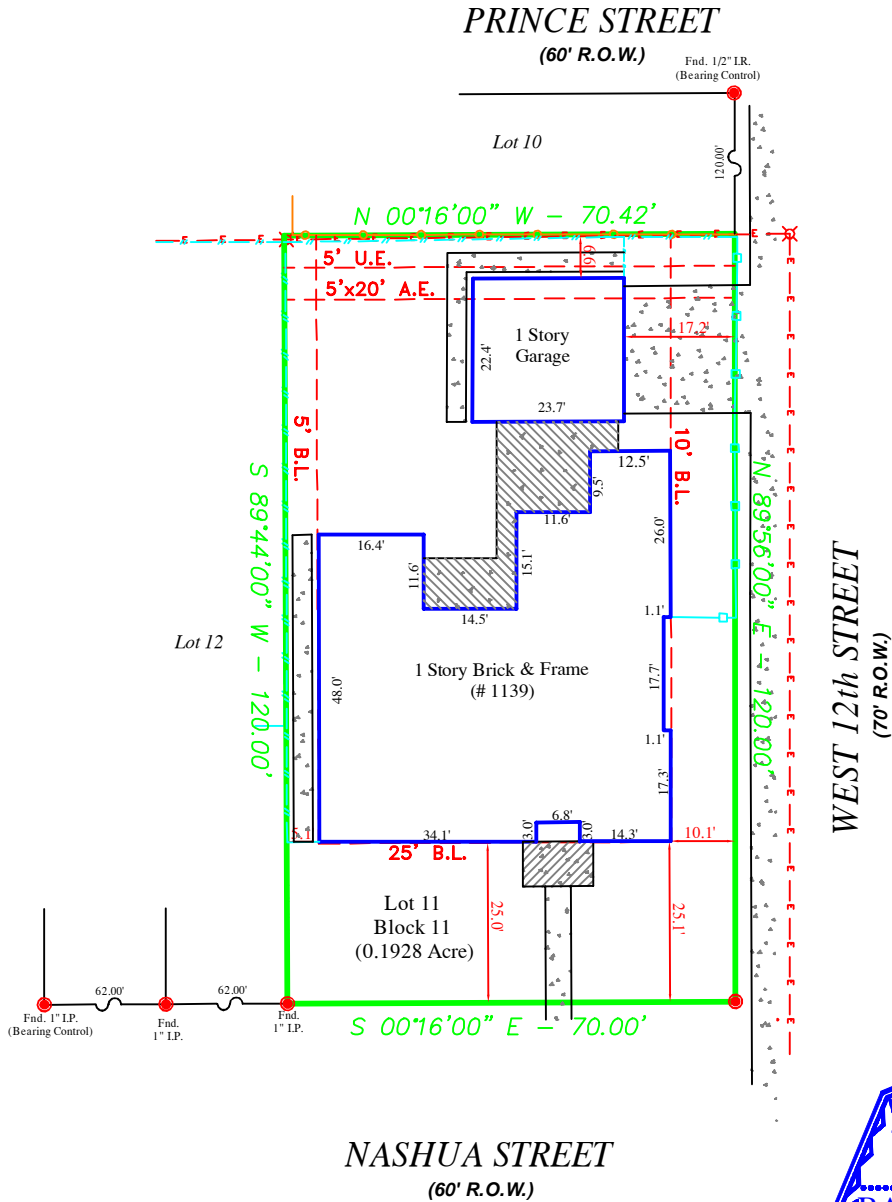 PRINCE STREET
(60' R.O.W.)
Fnd. 1/2" I.R.
(Bearing Control)
Lot 10
120.00'
N 00°16'00" W - 70.42'
5' U.E.
6.6'
5'x20' A.E.
17.2'
1 Story
Garage
22.4'
23.7'
5' B.L.
10' B.L.
12.5'
9.5'
11.6'
26.0'
S 89°44'00" W - 120.00'
N 89°56'00" E - 120.00'
16.4'
11.6'
15.1'
14.5'
1.1'
Lot 12
1 Story Brick & Frame
(# 1139)
48.0'
17.7'
1.1'
17.3'
WEST 12th STREET
(70' R.O.W.)
6.8'
5.1'
34.1'
3.0'
3.0'
14.3'
10.1'
25' B.L.
Lot 11
Block 11
(0.1928 Acre)
25.0'
25.1'
62.00'
62.00'
Fnd. 1" I.P.
(Bearing Control)
Fnd.
1" I.P.
Fnd.
1" I.P.
S 00°16'00" E - 70.00'
NASHUA STREET
(60' R.O.W.)